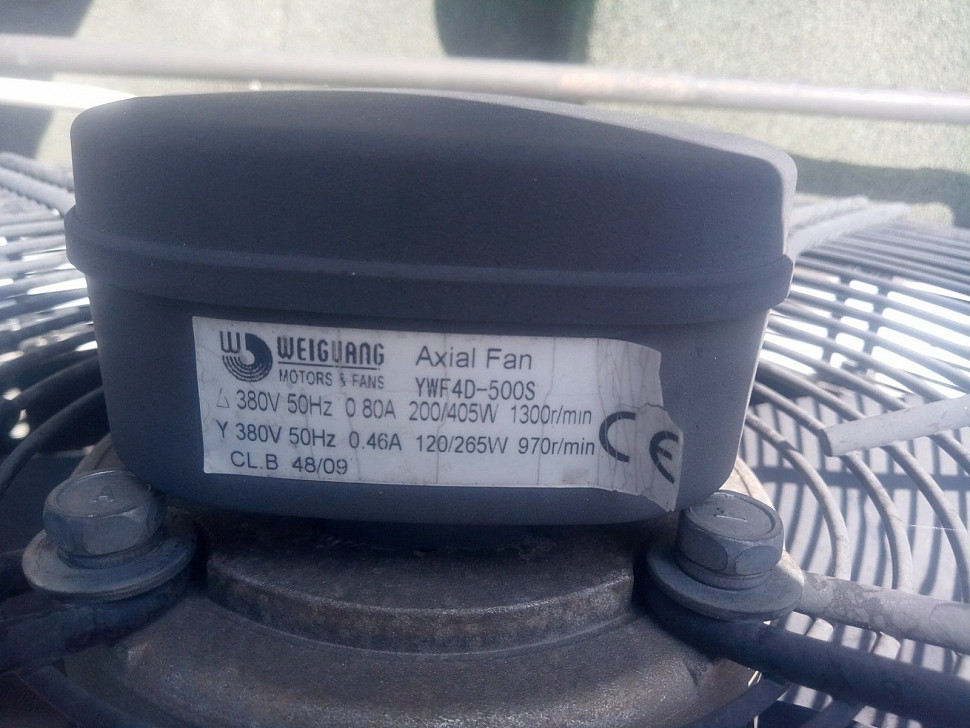 WEIGUANG Axial Fan
MOTORS & FANS YWF4D-500S
△ 380V 50Hz 0 80A 200/405W 1300r/min
Y 380V 50Hz 0.46A 120/265W 970r/min
CE
CL.B 48/09